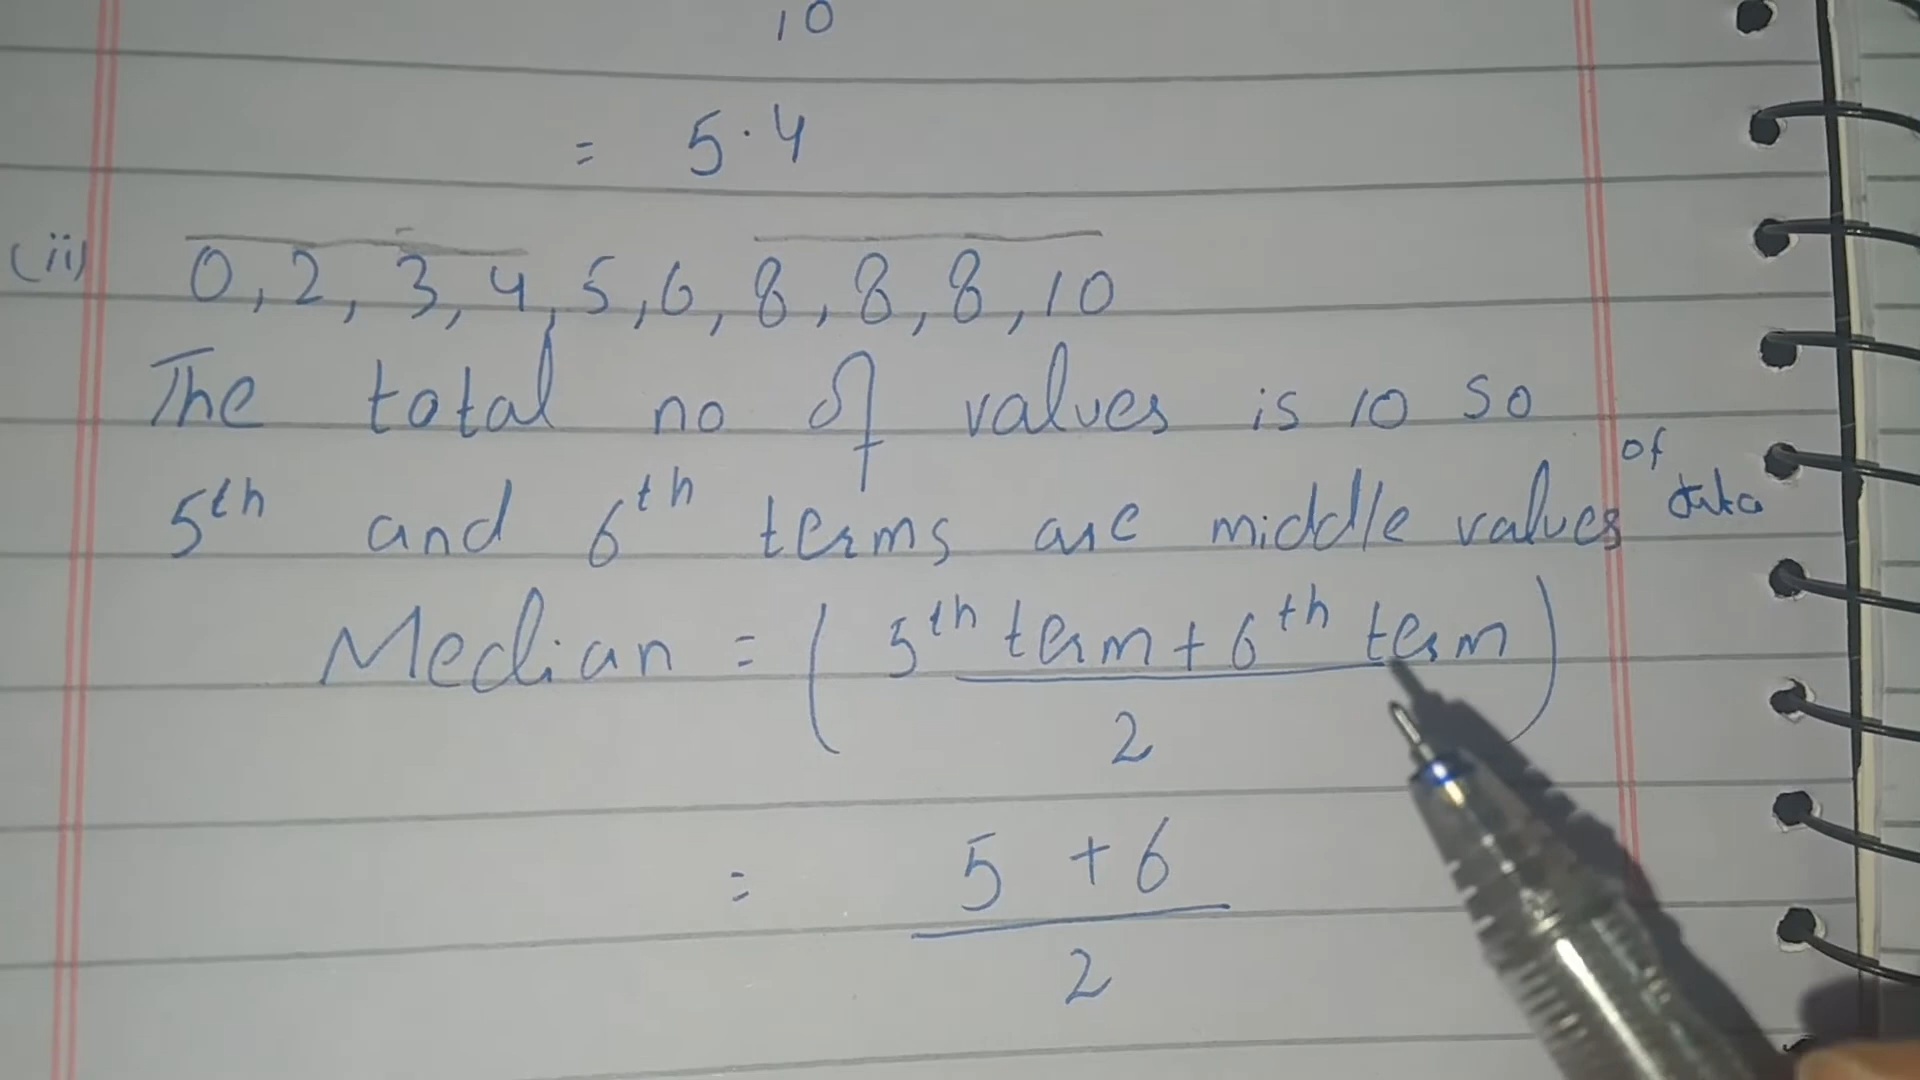 10
= 5.4
(ii) 0, 2, 3, 4, 5, 6, 8, 8, 8, 10
The total no of values is 10 so
5th and 6th terms are middle values of data
Median = ( 5th term + 6th term )
2
= 5 + 6
2